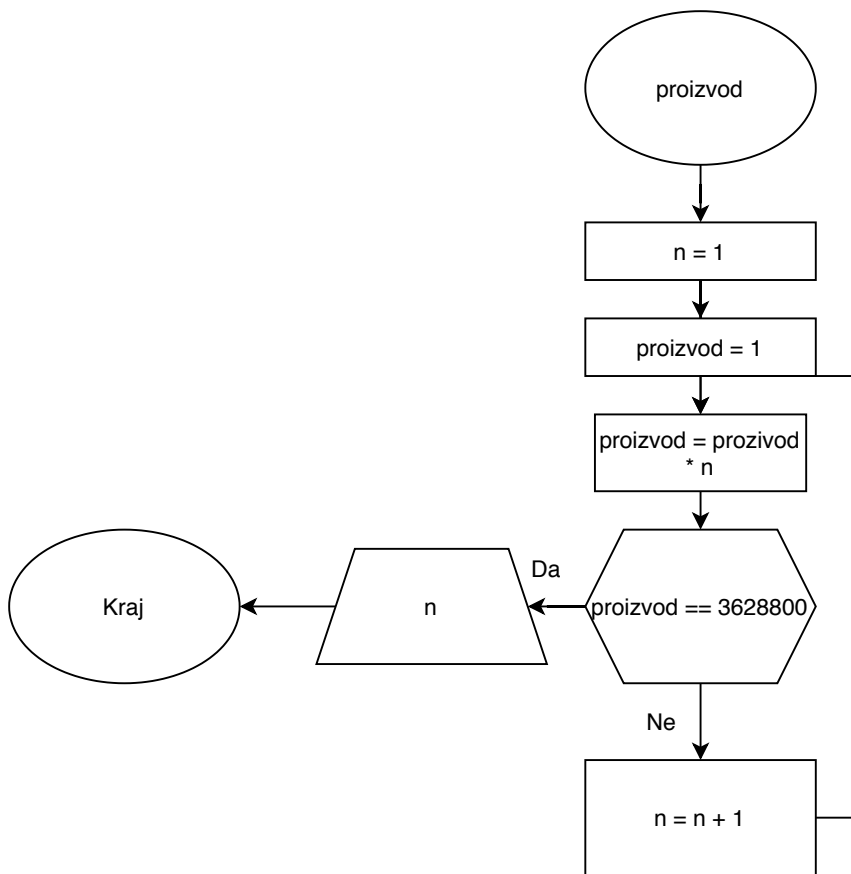 proizvod
n = 1
proizvod = 1
proizvod = prozivod
* n
proizvod == 3628800
Da
n
Kraj
Ne
n = n + 1